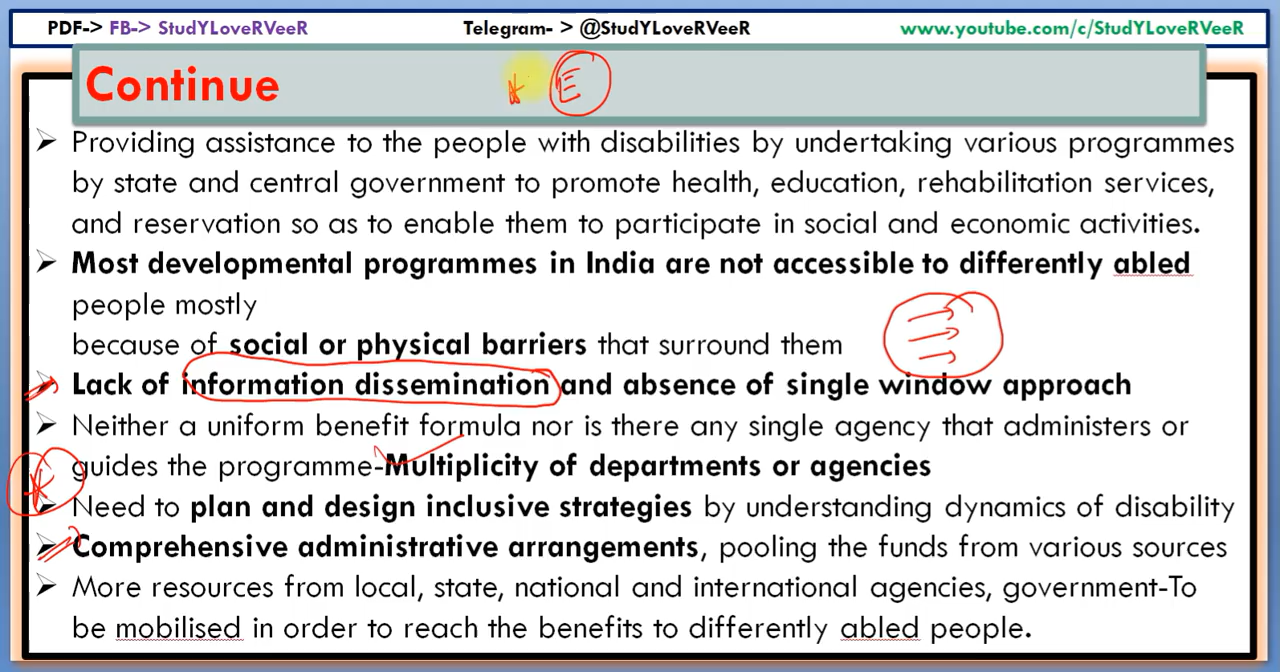 PDF-> FB-> StudYLoveRVeeR Telegram- > @StudYLoveRVeeR www.youtube.com/c/StudYLoveRVeeR
Continue E
➢ Providing assistance to the people with disabilities by undertaking various programmes
by state and central government to promote health, education, rehabilitation services,
and reservation so as to enable them to participate in social and economic activities.
➢ Most developmental programmes in India are not accessible to differently abled
people mostly
because of social or physical barriers that surround them
➢ Lack of information dissemination and absence of single window approach
➢ Neither a uniform benefit formula nor is there any single agency that administers or
guides the programme-Multiplicity of departments or agencies
➢ Need to plan and design inclusive strategies by understanding dynamics of disability
➢ Comprehensive administrative arrangements, pooling the funds from various sources
➢ More resources from local, state, national and international agencies, government-To
be mobilised in order to reach the benefits to differently abled people.